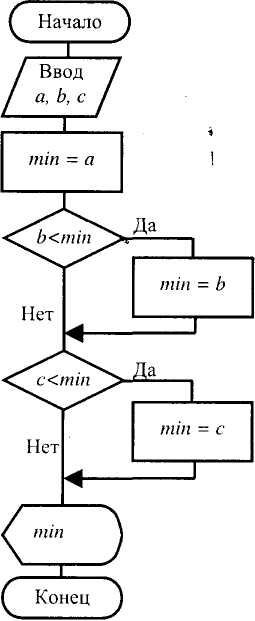 Начало
Ввод
a, b, c
min = a
b<min
Да
min = b
Нет
c<min
Да
min = c
Нет
min
Конец